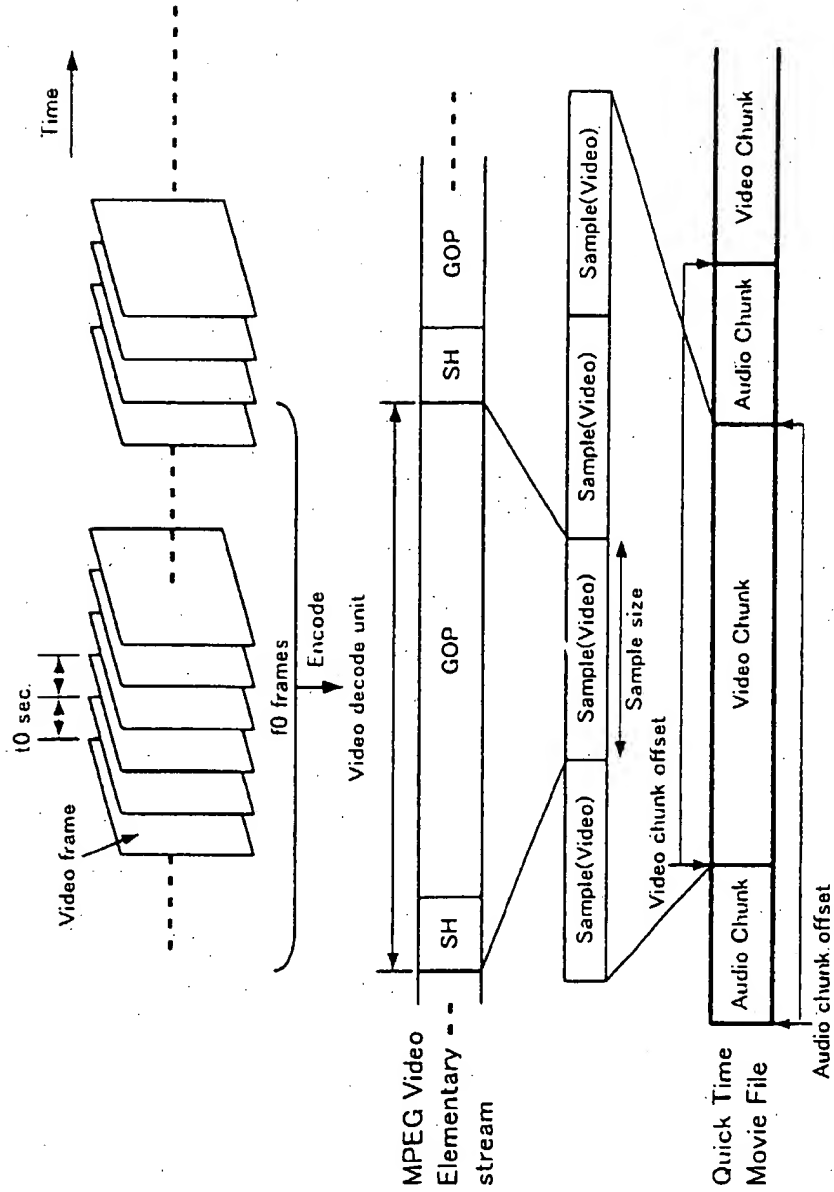 Time
t0 sec.
Video frame
f0 frames
Encode
Video decode unit
MPEG Video
Elementary
stream
SH
GOP
SH
GOP
Sample(Video)
Sample(Video)
Sample(Video)
Sample(Video)
Sample size
Video chunk offset
Quick Time
Movie File
Audio Chunk
Video Chunk
Audio Chunk
Video Chunk
Audio chunk offset